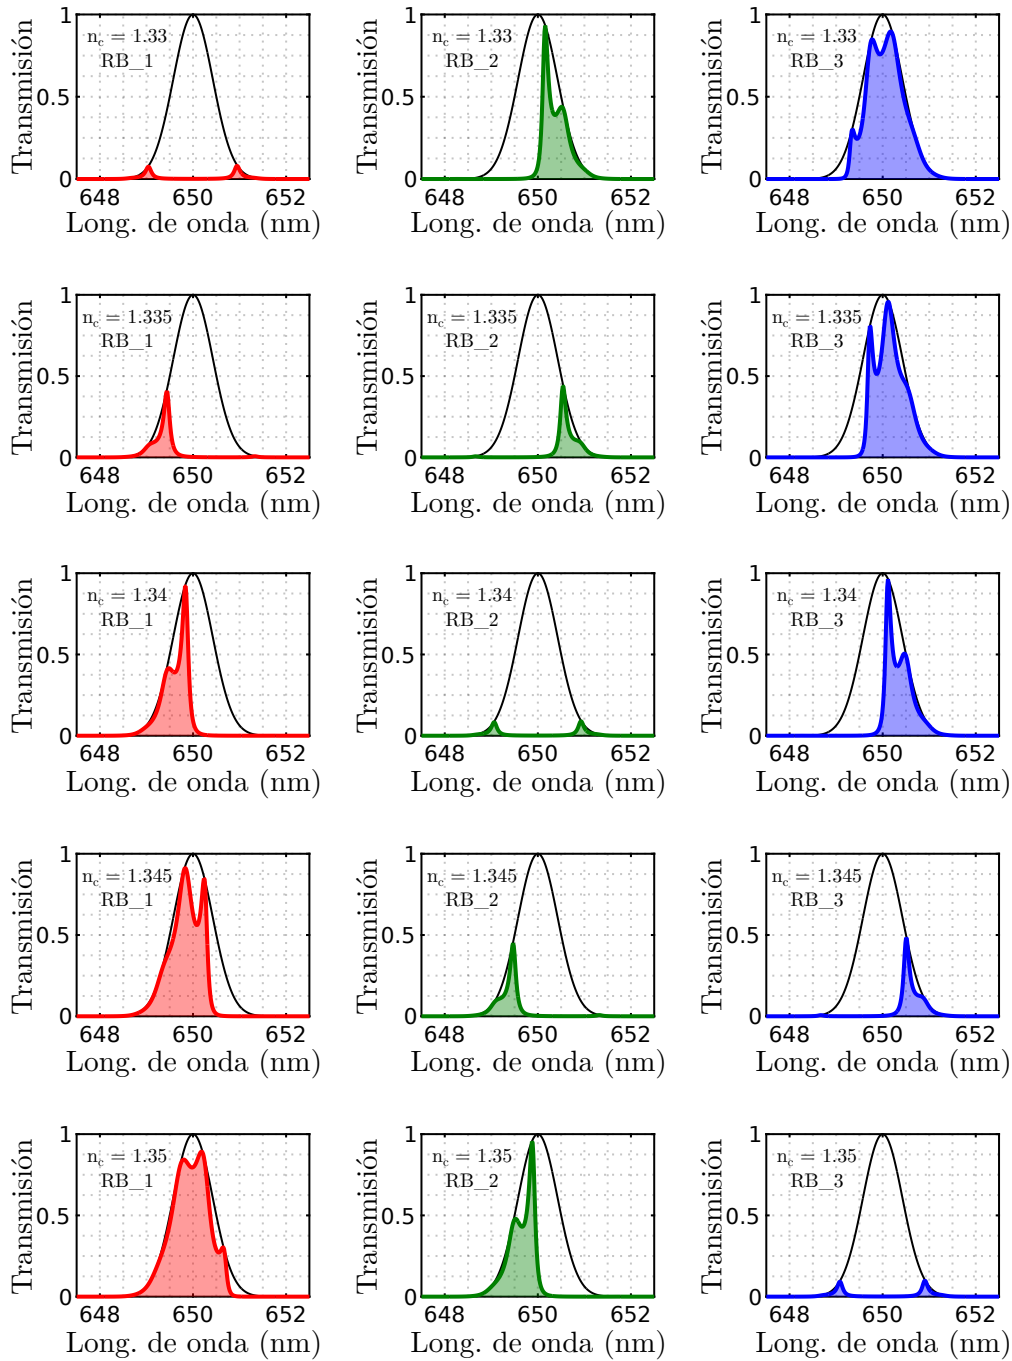 Transmisión
1
0.5
0
n_c = 1.33
RB_1
648 650 652
Long. de onda (nm)
Transmisión
1
0.5
0
n_c = 1.33
RB_2
648 650 652
Long. de onda (nm)
Transmisión
1
0.5
0
n_c = 1.33
RB_3
648 650 652
Long. de onda (nm)
Transmisión
1
0.5
0
n_c = 1.335
RB_1
648 650 652
Long. de onda (nm)
Transmisión
1
0.5
0
n_c = 1.335
RB_2
648 650 652
Long. de onda (nm)
Transmisión
1
0.5
0
n_c = 1.335
RB_3
648 650 652
Long. de onda (nm)
Transmisión
1
0.5
0
n_c = 1.34
RB_1
648 650 652
Long. de onda (nm)
Transmisión
1
0.5
0
n_c = 1.34
RB_2
648 650 652
Long. de onda (nm)
Transmisión
1
0.5
0
n_c = 1.34
RB_3
648 650 652
Long. de onda (nm)
Transmisión
1
0.5
0
n_c = 1.345
RB_1
648 650 652
Long. de onda (nm)
Transmisión
1
0.5
0
n_c = 1.345
RB_2
648 650 652
Long. de onda (nm)
Transmisión
1
0.5
0
n_c = 1.345
RB_3
648 650 652
Long. de onda (nm)
Transmisión
1
0.5
0
n_c = 1.35
RB_1
648 650 652
Long. de onda (nm)
Transmisión
1
0.5
0
n_c = 1.35
RB_2
648 650 652
Long. de onda (nm)
Transmisión
1
0.5
0
n_c = 1.35
RB_3
648 650 652
Long. de onda (nm)